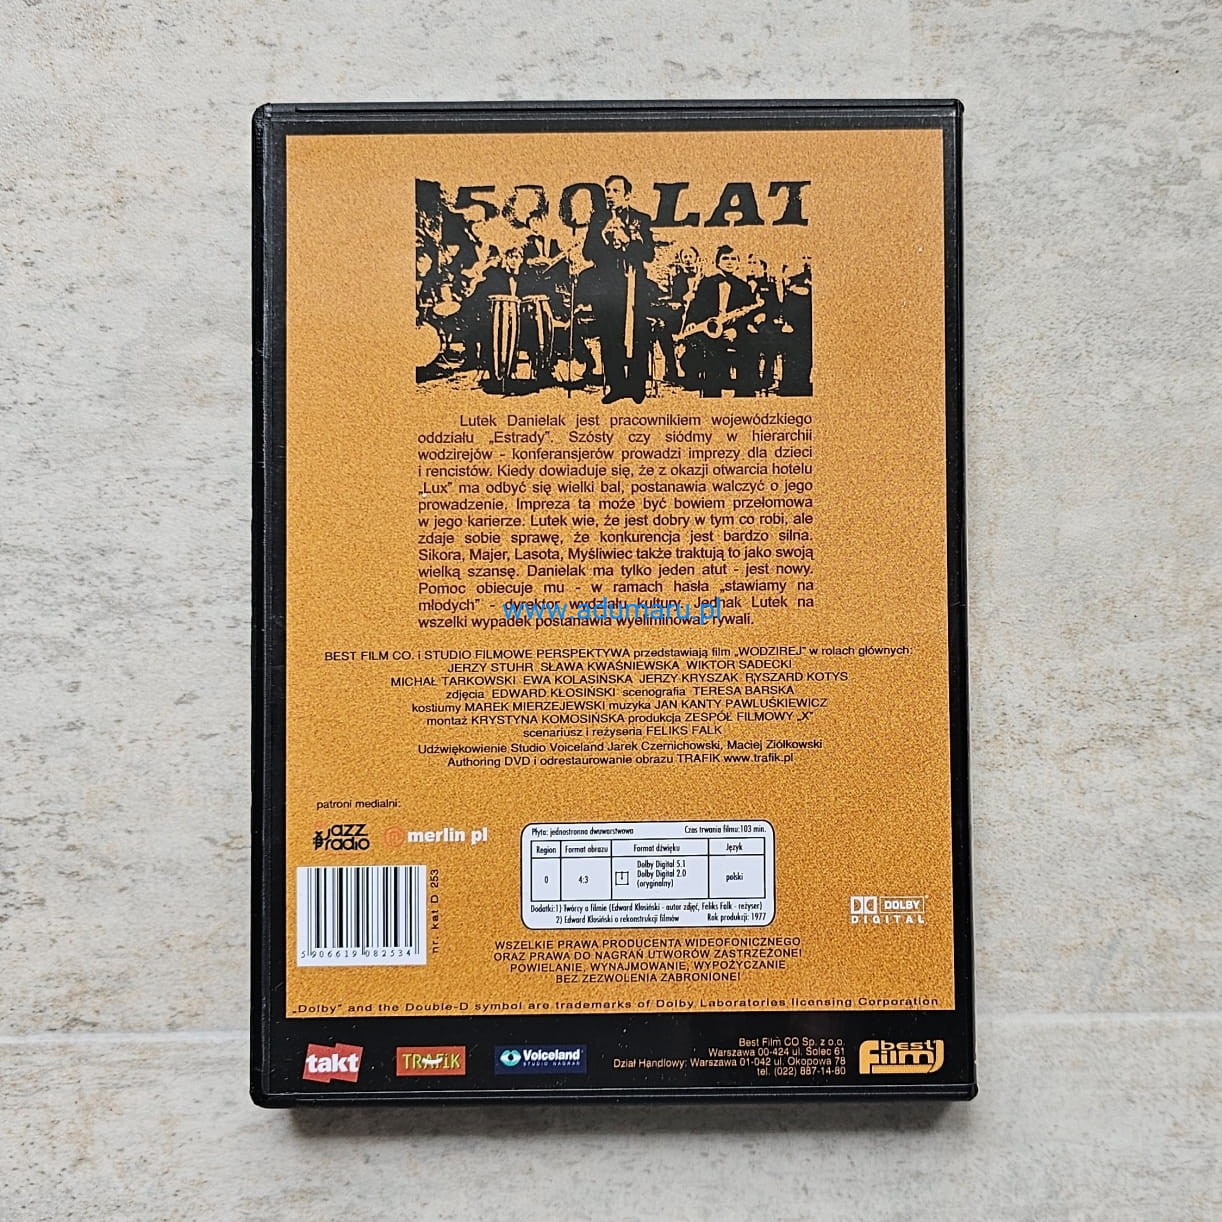 500 LAT
Lutek Danielak jest pracownikiem wojewódzkiego
oddziału „Estrady”. Szósty czy siódmy w hierarchii
wodzirejów - konferansjerów prowadzi imprezy dla dzieci
i rencistów. Kiedy dowiaduje się, że z okazji otwarcia hotelu
„Lux” ma odbyć się wielki bal, postanawia walczyć o jego
prowadzenie. Impreza ta może być bowiem przełomowa
w jego karierze. Lutek wie, że jest dobry w tym co robi, ale
zdaje sobie sprawę, że konkurencja jest bardzo silna.
Sikora, Majer, Lasota, Myśliwiec także traktują to jako swoją
wielką szansę. Danielak ma tylko jeden atut - jest nowy.
Pomoc obiecuje mu - w ramach hasła „stawiamy na
młodych” - dyrektor wydziału kultury. Jednak Lutek na
wszelki wypadek postanawia wyeliminować rywali.
www.adumaru.pl
BEST FILM CO. i STUDIO FILMOWE PERSPEKTYWA przedstawiają film „WODZIREJ” w rolach głównych:
JERZY STUHR SŁAWA KWAŚNIEWSKA WIKTOR SADECKI
MICHAŁ TARKOWSKI EWA KOLASIŃSKA JERZY KRYSZAK RYSZARD KOTYS
zdjęcia EDWARD KŁOSIŃSKI scenografia TERESA BARSKA
kostiumy MAREK MIERZEJEWSKI muzyka JAN KANTY PAWLUŚKIEWICZ
montaż KRYSTYNA KOMOSIŃSKA produkcja ZESPÓŁ FILMOWY „X”
scenariusz i reżyseria FELIKS FALK
Udźwiękowienie Studio Voiceland Jarek Czernichowski, Maciej Ziółkowski
Authoring DVD i odrestaurowanie obrazu TRAFIK www.trafik.pl
patroni medialni:
jazz
radio
merlin pl
Płyta: jednostronna dwuwarstwowa Czas trwania filmu: 103 min.
Region Format obrazu Format dźwięku Język
0 4:3 Dolby Digital 5.1
Dolby Digital 2.0
(oryginalny) polski
Dodatki: 1) Twórcy o filmie (Edward Kłosiński - autor zdjęć, Feliks Falk - reżyser)
2) Edward Kłosiński o rekonstrukcji filmów Rok produkcji: 1977
nr. kat D 253
5 906619 082534
DOLBY
DIGITAL
WSZELKIE PRAWA PRODUCENTA WIDEOFONICZNEGO
ORAZ PRAWA DO NAGRAŃ UTWORÓW ZASTRZEŻONE!
POWIELANIE, WYNAJMOWANIE, WYPOŻYCZANIE
BEZ ZEZWOLENIA ZABRONIONE!
„Dolby” and the Double-D symbol are trademarks of Dolby Laboratories licensing Corporation
takt
TRAFiK
Voiceland
STUDIO NAGRAŃ
Best Film CO Sp. z o.o.
Warszawa 00-424 ul. Solec 61
Dział Handlowy: Warszawa 01-042 ul. Okopowa 78
tel. (022) 887-14-80
best
film